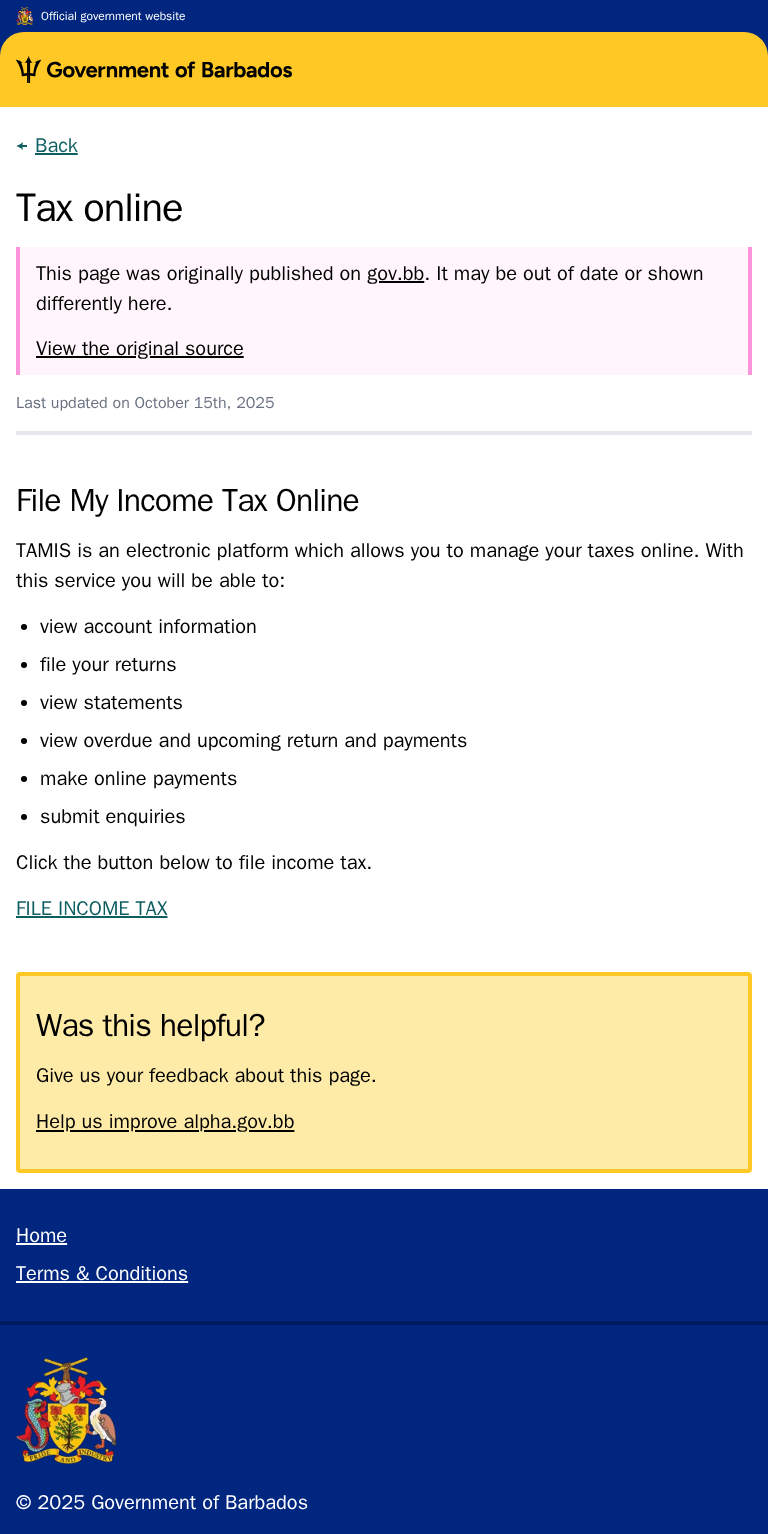 Official government website
Government of Barbados
← Back
Tax online
This page was originally published on gov.bb. It may be out of date or shown
differently here.
View the original source
Last updated on October 15th, 2025
File My Income Tax Online
TAMIS is an electronic platform which allows you to manage your taxes online. With
this service you will be able to:
• view account information
• file your returns
• view statements
• view overdue and upcoming return and payments
• make online payments
• submit enquiries
Click the button below to file income tax.
FILE INCOME TAX
Was this helpful?
Give us your feedback about this page.
Help us improve alpha.gov.bb
Home
Terms & Conditions
PRIDE AND INDUSTRY
© 2025 Government of Barbados